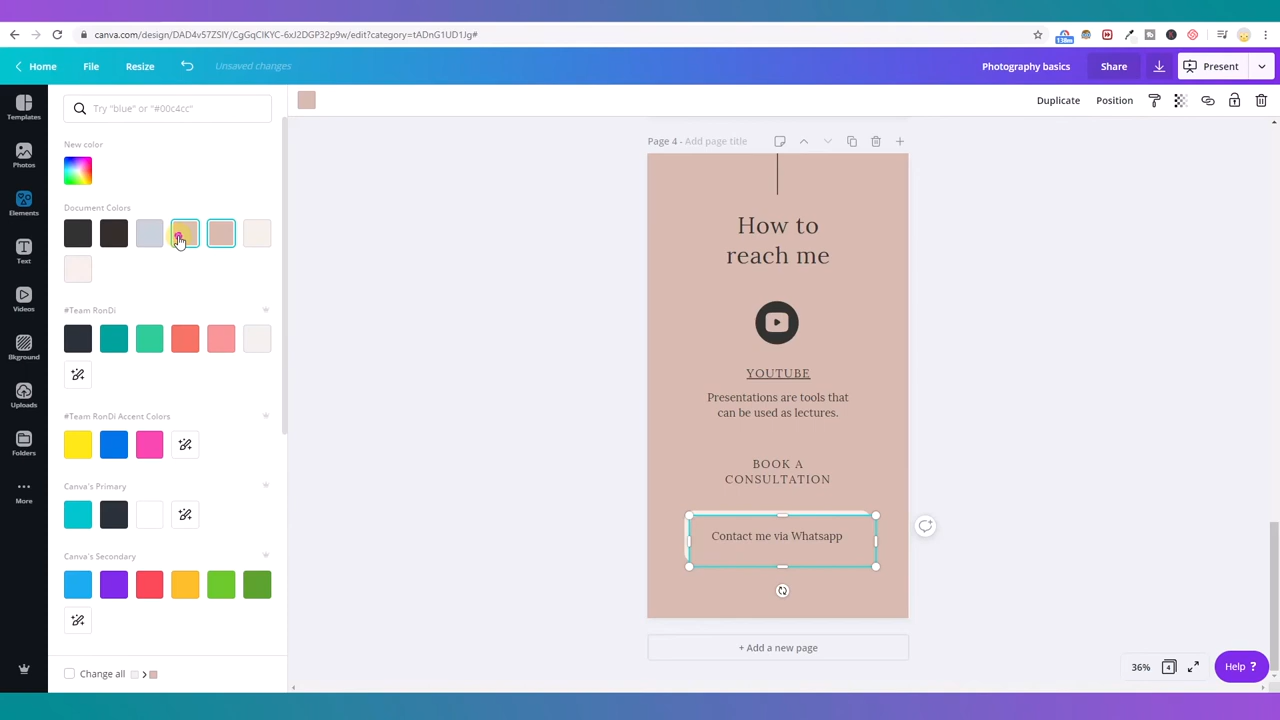 canva.com/design/DAD4v57ZSIY/CgGqCIKYC-6xJ2DGP32p9w/edit?category=tADnG1UD1Jg#
138m
Home
File
Resize
Unsaved changes
Photography basics
Share
Present
Templates
Photos
Elements
Text
Videos
Bkground
Uploads
Folders
More
Try "blue" or "#00c4cc"
New color
Document Colors
#Team RonDi
#Team RonDi Accent Colors
Canva's Primary
Canva's Secondary
Change all
Duplicate
Position
Page 4 - Add page title
How to
reach me
YOUTUBE
Presentations are tools that
can be used as lectures.
BOOK A
CONSULTATION
Contact me via Whatsapp
+ Add a new page
36%
4
Help ?